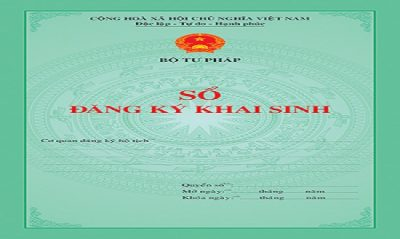 CỘNG HOÀ XÃ HỘI CHỦ NGHĨA VIỆT NAM
Độc lập - Tự do - Hạnh phúc
BỘ TƯ PHÁP
SỔ
ĐĂNG KÝ KHAI SINH
Cơ quan đăng ký hộ tịch
Quyển số
Mở ngày: tháng năm
Khóa ngày: tháng năm